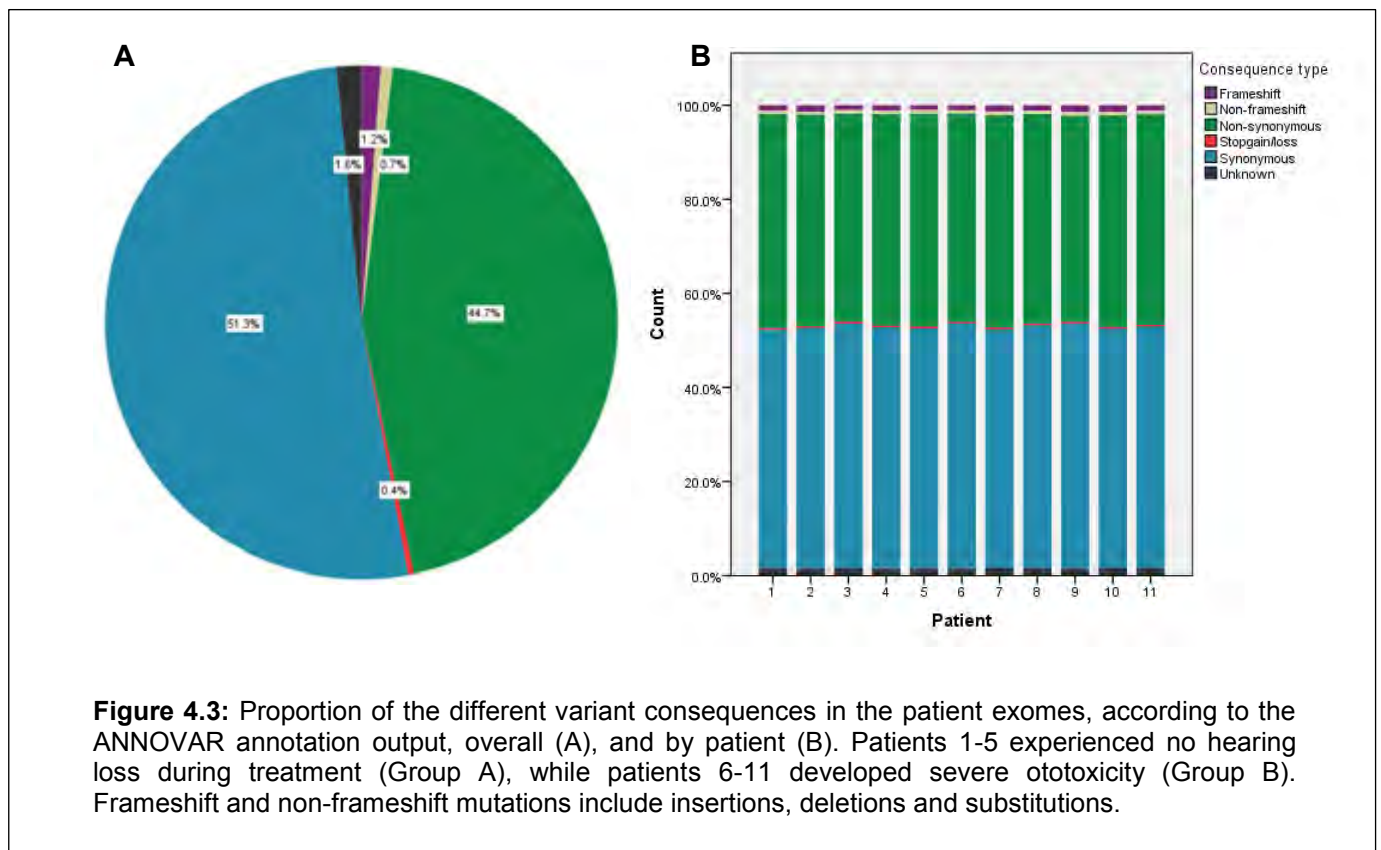 A
1.2%
1.6%
0.7%
51.3%
44.7%
0.4%
B
Consequence type
Frameshift
Non-frameshift
Non-synonymous
Stopgain/loss
Synonymous
Unknown
100.0%
80.0%
60.0%
40.0%
20.0%
0.0%
Count
1 2 3 4 5 6 7 8 9 10 11
Patient
Figure 4.3: Proportion of the different variant consequences in the patient exomes, according to the
ANNOVAR annotation output, overall (A), and by patient (B). Patients 1-5 experienced no hearing
loss during treatment (Group A), while patients 6-11 developed severe ototoxicity (Group B).
Frameshift and non-frameshift mutations include insertions, deletions and substitutions.